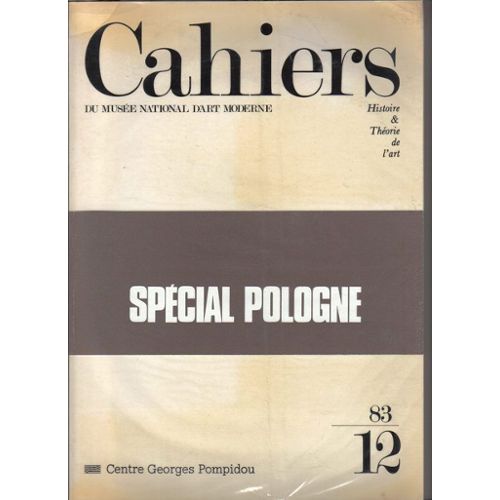 Cahiers
DU MUSÉE NATIONAL D'ART MODERNE
Histoire
&
Théorie
de
l'art
SPÉCIAL POLOGNE
83
12
Centre Georges Pompidou